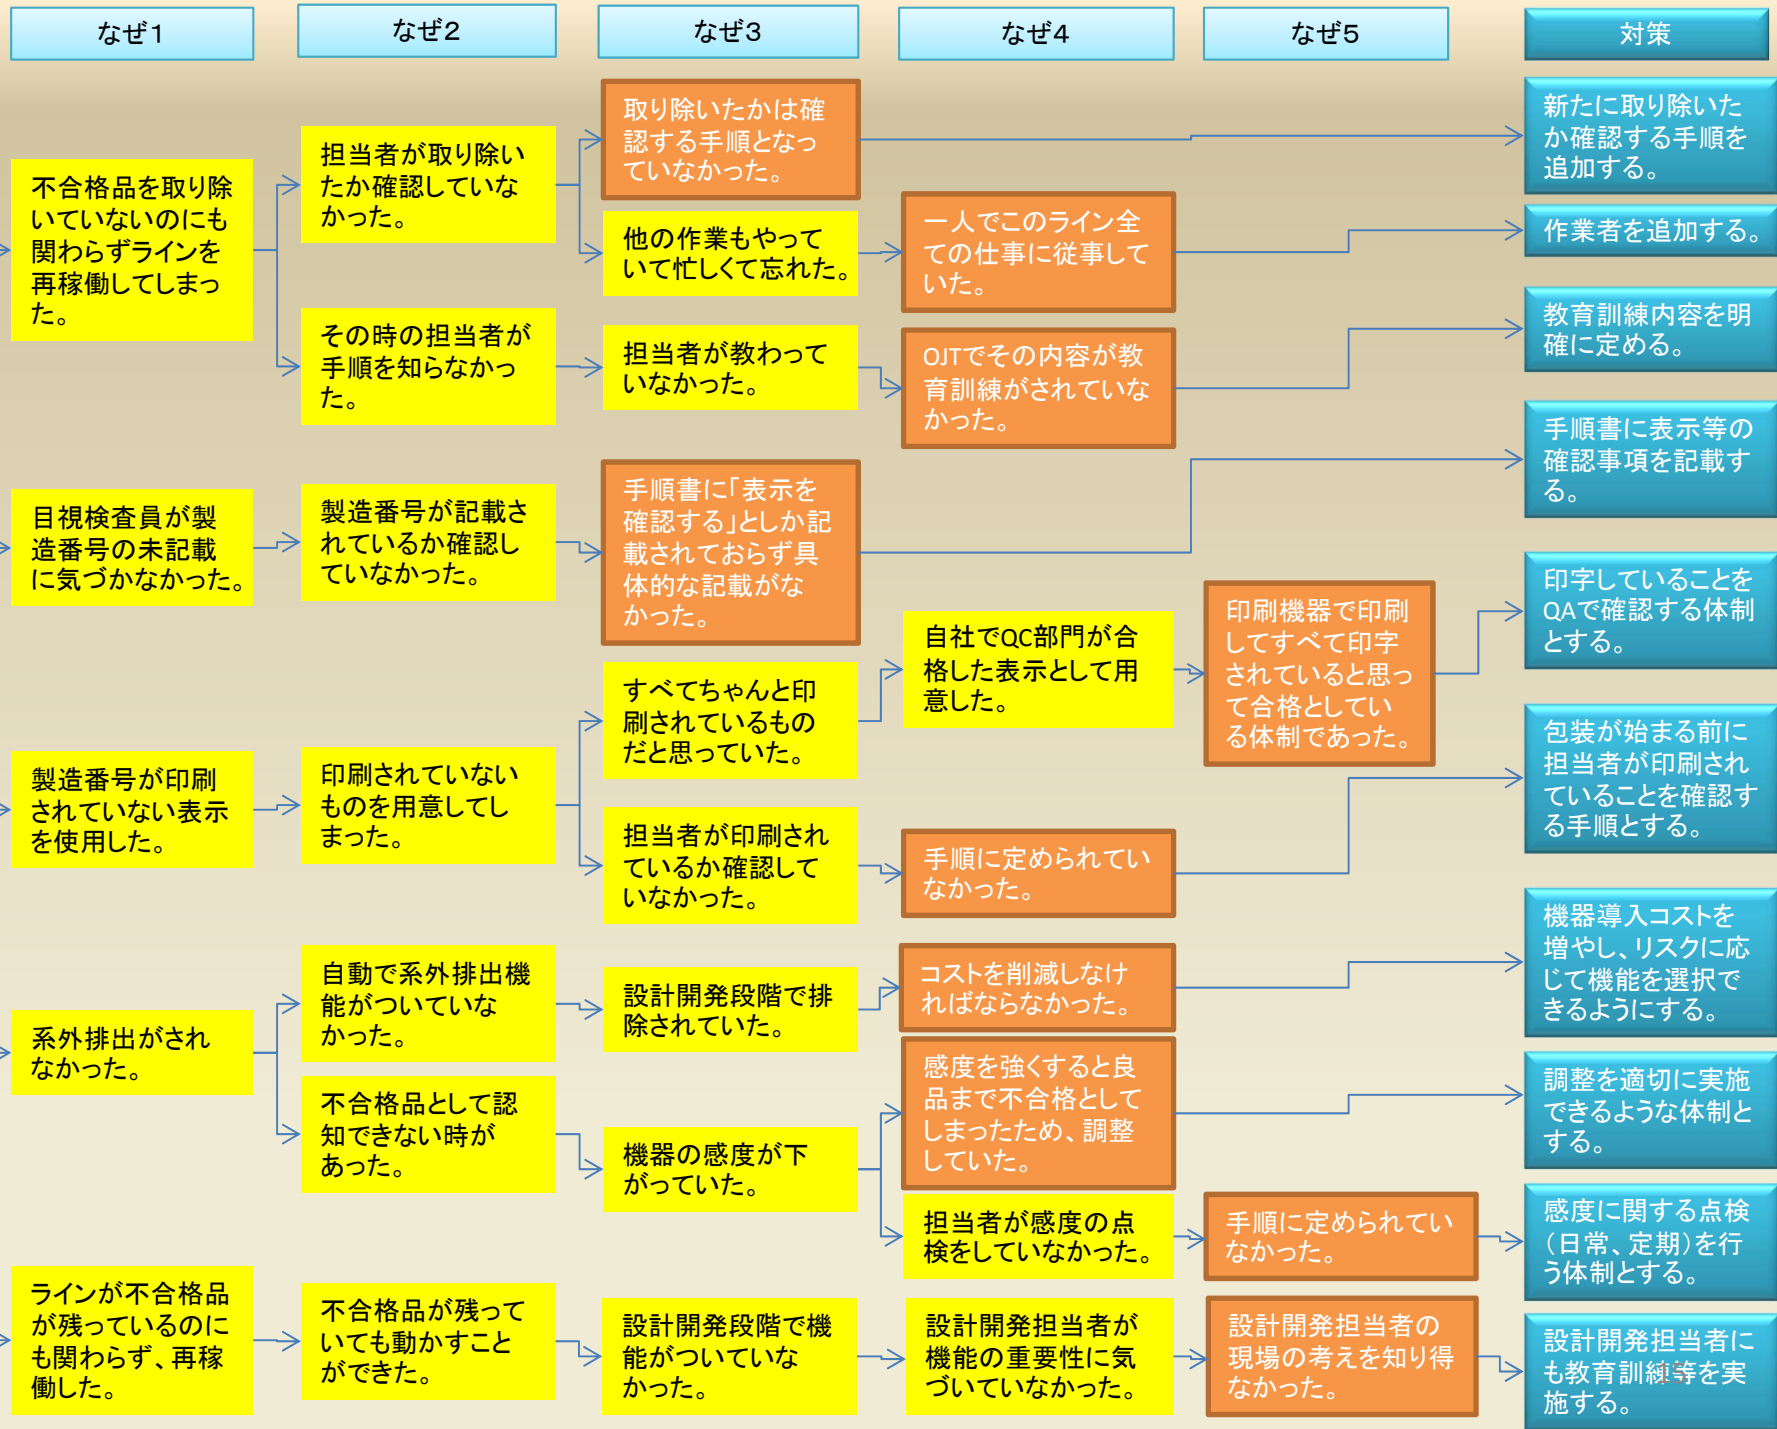 なぜ1
なぜ2
なぜ3
なぜ4
なぜ5
対策
不合格品を取り除
いていないのにも
関わらずラインを
再稼働してしまっ
た。
担当者が取り除い
たか確認していな
かった。
取り除いたかは確
認する手順となっ
ていなかった。
新たに取り除いた
か確認する手順を
追加する。
他の作業もやって
いて忙しくて忘れた。
一人でこのライン全
ての仕事に従事して
いた。
作業者を追加する。
その時の担当者が
手順を知らなかっ
た。
担当者が教わって
いなかった。
OJTでその内容が教
育訓練がされていな
かった。
教育訓練内容を明
確に定める。
目視検査員が製
造番号の未記載
に気づかなかった。
製造番号が記載さ
れているか確認し
ていなかった。
手順書に「表示を
確認する」としか記
載されておらず具
体的な記載がな
かった。
手順書に表示等の
確認事項を記載す
る。
製造番号が印刷
されていない表示
を使用した。
印刷されていない
ものを用意してし
まった。
すべてちゃんと印
刷されているもの
だと思っていた。
自社でQC部門が合
格した表示として用
意した。
印刷機器で印刷
してすべて印字
されていると思っ
て合格としてい
る体制であった。
印字していることを
QAで確認する体制
とする。
担当者が印刷され
ているか確認して
いなかった。
手順に定められてい
なかった。
包装が始まる前に
担当者が印刷され
ていることを確認す
る手順とする。
系外排出がされ
なかった。
自動で系外排出機
能がついていな
かった。
設計開発段階で排
除されていた。
コストを削減しなけ
ればならなかった。
機器導入コストを
増やし、リスクに応
じて機能を選択で
きるようにする。
不合格品として認
知できない時が
あった。
機器の感度が下
がっていた。
感度を強くすると良
品まで不合格として
しまったため、調整
していた。
調整を適切に実施
できるような体制と
する。
担当者が感度の点
検をしていなかった。
手順に定められてい
なかった。
感度に関する点検
（日常、定期）を行
う体制とする。
ラインが不合格品
が残っているのに
も関わらず、再稼
働した。
不合格品が残って
いても動かすこと
ができた。
設計開発段階で機
能がついていな
かった。
設計開発担当者が
機能の重要性に気
づいていなかった。
設計開発担当者の
現場の考えを知り得
なかった。
設計開発担当者に
も教育訓練等を実
施する。